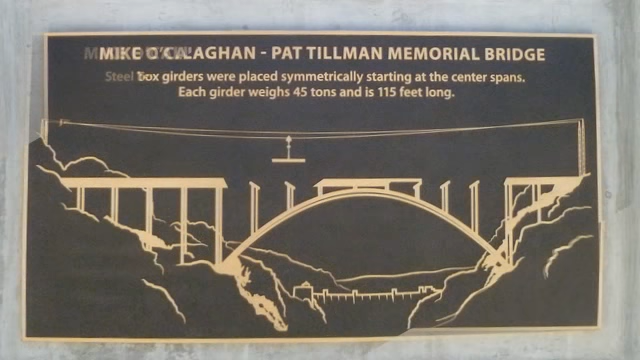 MIKE O'CALAGHAN - PAT TILLMAN MEMORIAL BRIDGE
Steel box girders were placed symmetrically starting at the center spans.
Each girder weighs 45 tons and is 115 feet long.